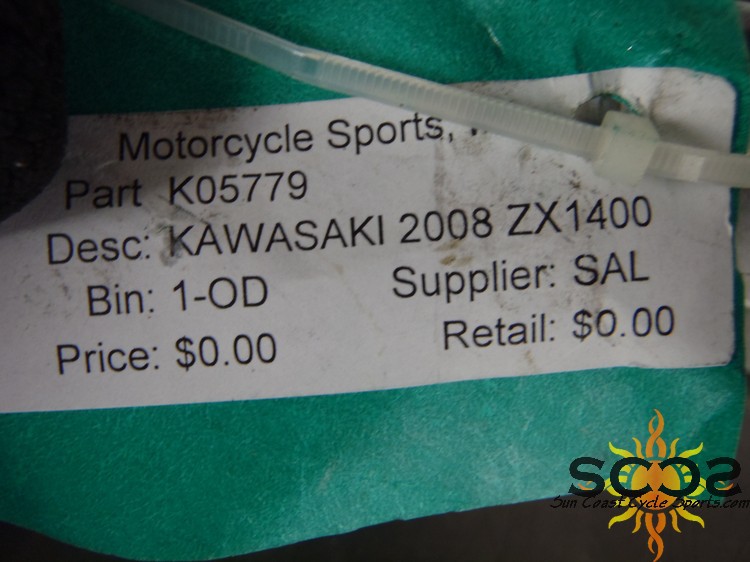 Motorcycle Sports,
Part K05779
Desc: KAWASAKI 2008 ZX1400
Bin: 1-OD Supplier: SAL
Price: $0.00 Retail: $0.00
SCCS
Sun Coast Cycle Sports.com